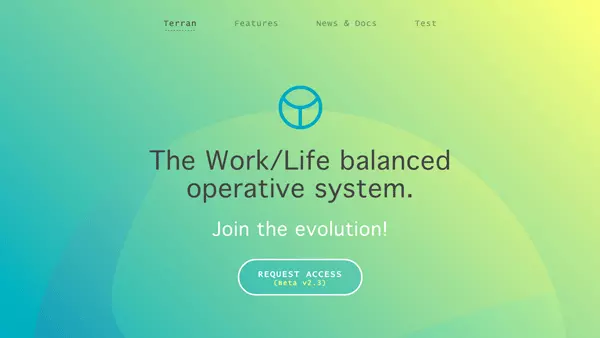 Terran Features News & Docs Test
The Work/Life balanced
operative system.
Join the evolution!
REQUEST ACCESS
(Beta v2.3)